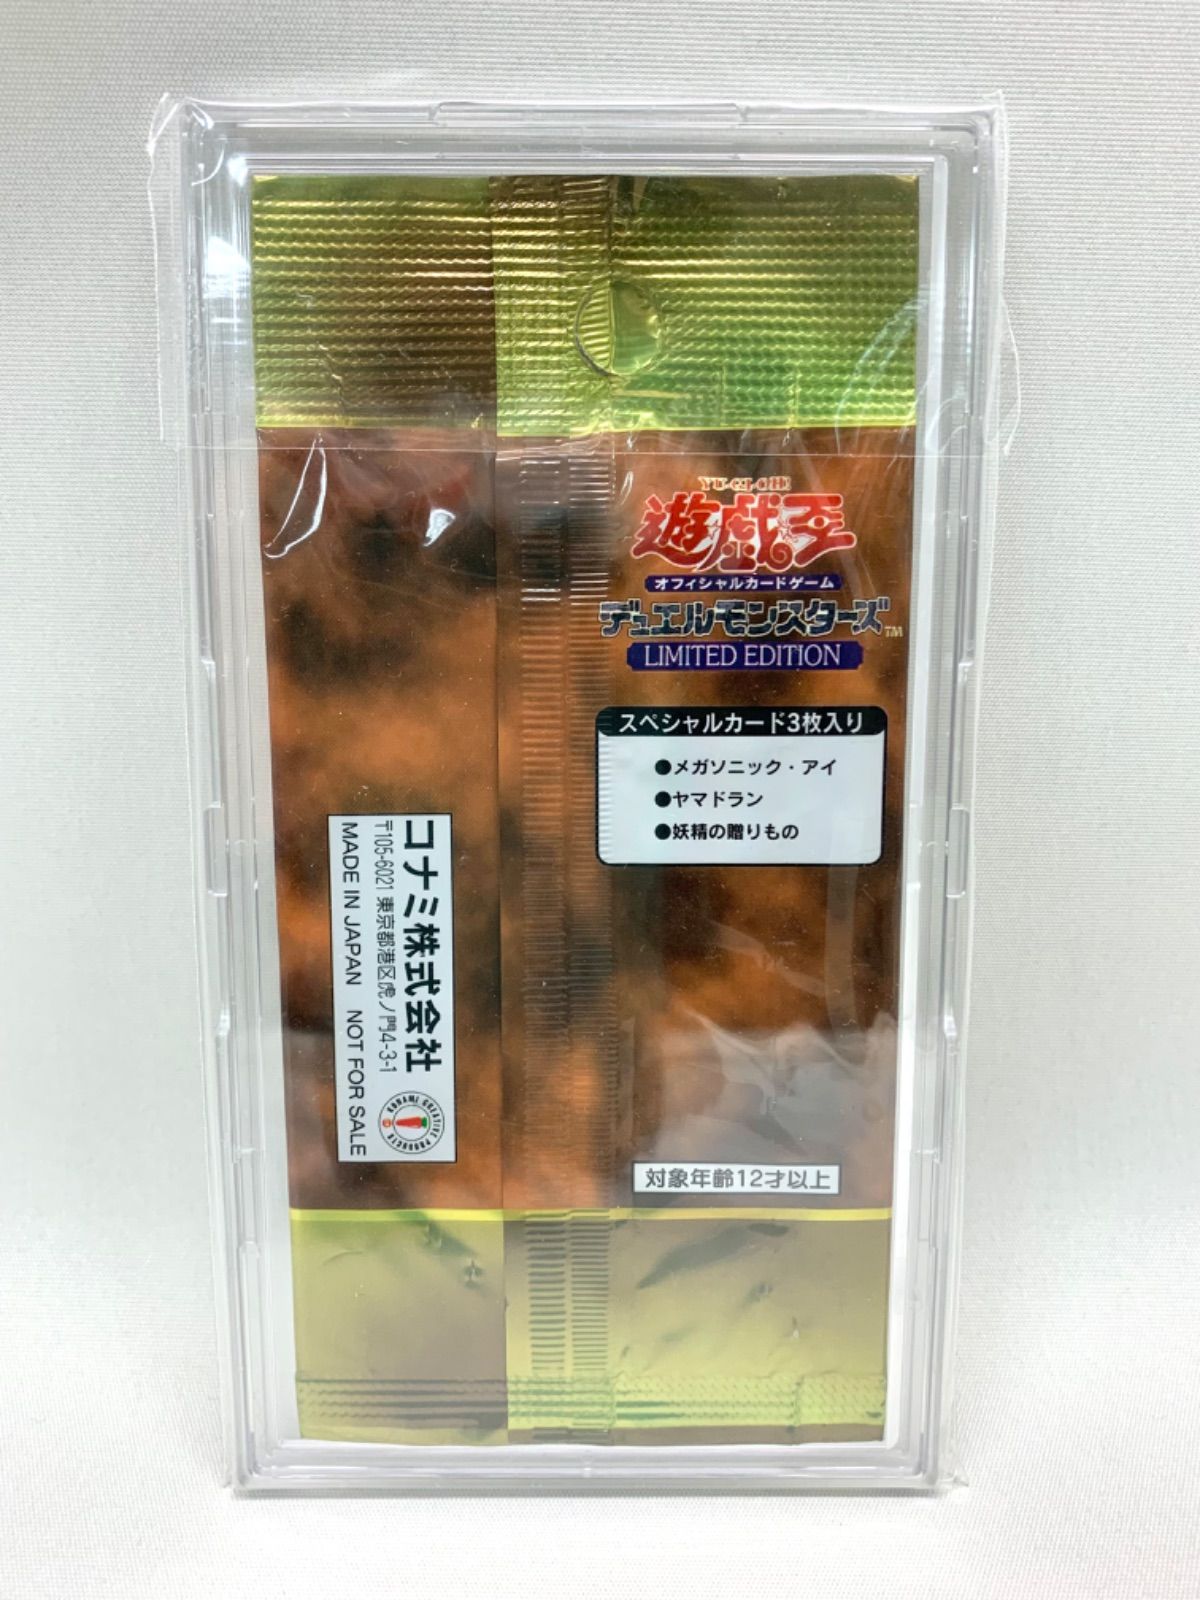 YU-GI-OH!
遊戯王
オフィシャルカードゲーム
デュエルモンスターズ™
LIMITED EDITION
スペシャルカード3枚入り
●メガソニック・アイ
●ヤマドラン
●妖精の贈りもの
コナミ株式会社
〒105-6021 東京都港区虎ノ門4-3-1
MADE IN JAPAN NOT FOR SALE
KONAMI CREATIVE PRODUCTS
対象年齢12才以上